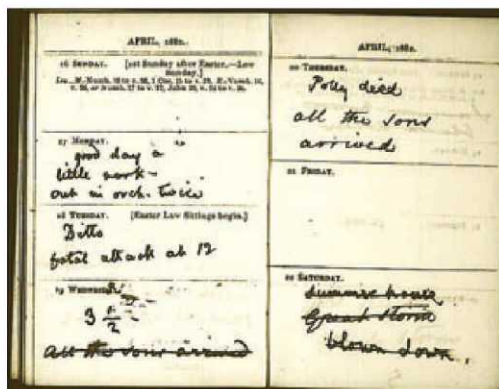 APRIL, 1882.
16 SUNDAY. [1st Sunday after Easter.—Low
Sunday.]
17 MONDAY.
good day a
little work
out in orch. twice
18 TUESDAY. [Easter Law Sittings begin.]
Ditto
fatal attack at 12
19 WEDNESDAY
3 1/2
all the sons arrived
APRIL, 1882.
20 THURSDAY.
Polly died
all the sons
arrived
21 FRIDAY.
22 SATURDAY.
summer house
Great storm
blown down.